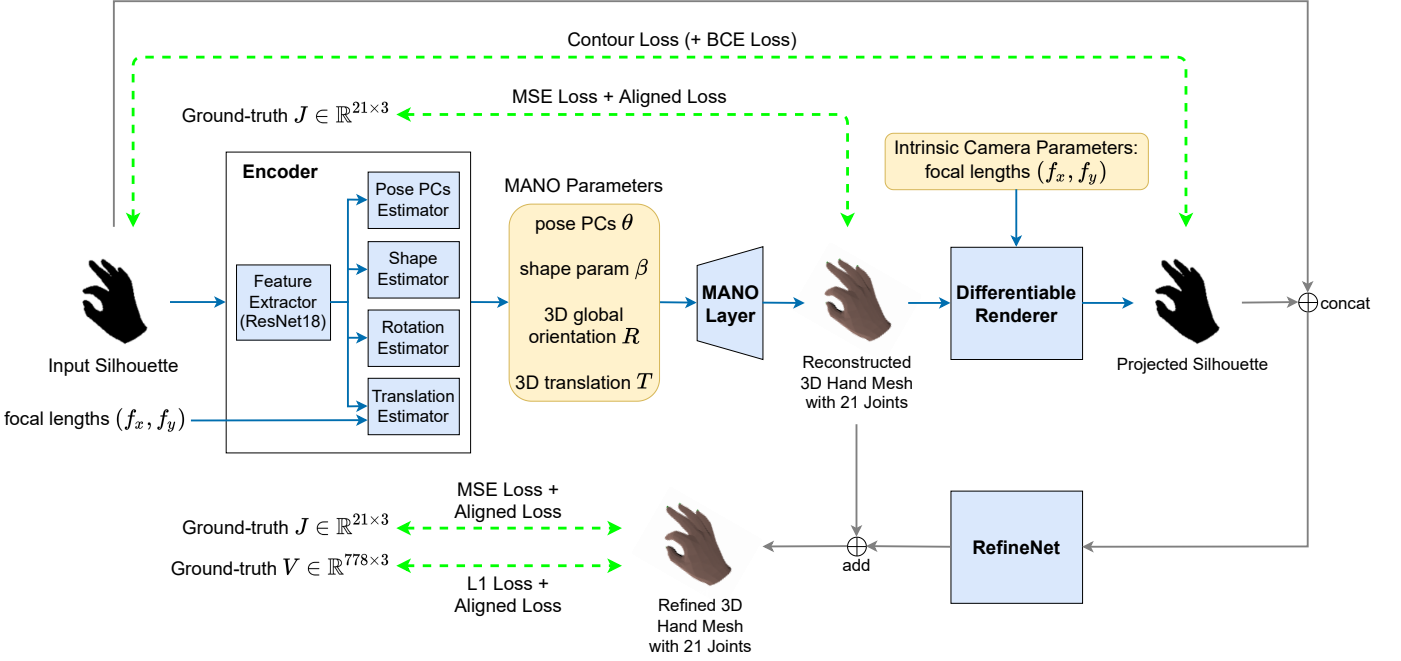 Contour Loss (+ BCE Loss)
MSE Loss + Aligned Loss
Ground-truth J ∈ ℝ^{21×3}
Intrinsic Camera Parameters:
focal lengths (f_x, f_y)
Encoder
Pose PCs
Estimator
Shape
Estimator
Feature
Extractor
(ResNet18)
Rotation
Estimator
Translation
Estimator
Input Silhouette
focal lengths (f_x, f_y)
MANO Parameters
pose PCs θ
shape param β
3D global
orientation R
3D translation T
MANO
Layer
Reconstructed
3D Hand Mesh
with 21 Joints
Differentiable
Renderer
Projected Silhouette
concat
MSE Loss +
Aligned Loss
Ground-truth J ∈ ℝ^{21×3}
Ground-truth V ∈ ℝ^{778×3}
L1 Loss +
Aligned Loss
Refined 3D
Hand Mesh
with 21 Joints
add
RefineNet